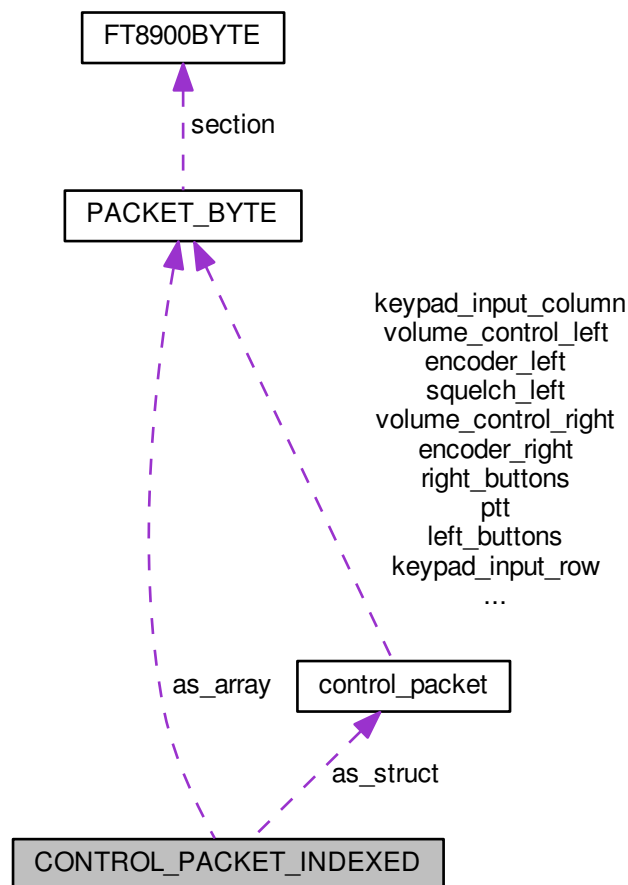 FT8900BYTE
section
PACKET_BYTE
keypad_input_column
volume_control_left
encoder_left
squelch_left
volume_control_right
encoder_right
right_buttons
ptt
left_buttons
keypad_input_row
...
as_array
control_packet
as_struct
CONTROL_PACKET_INDEXED